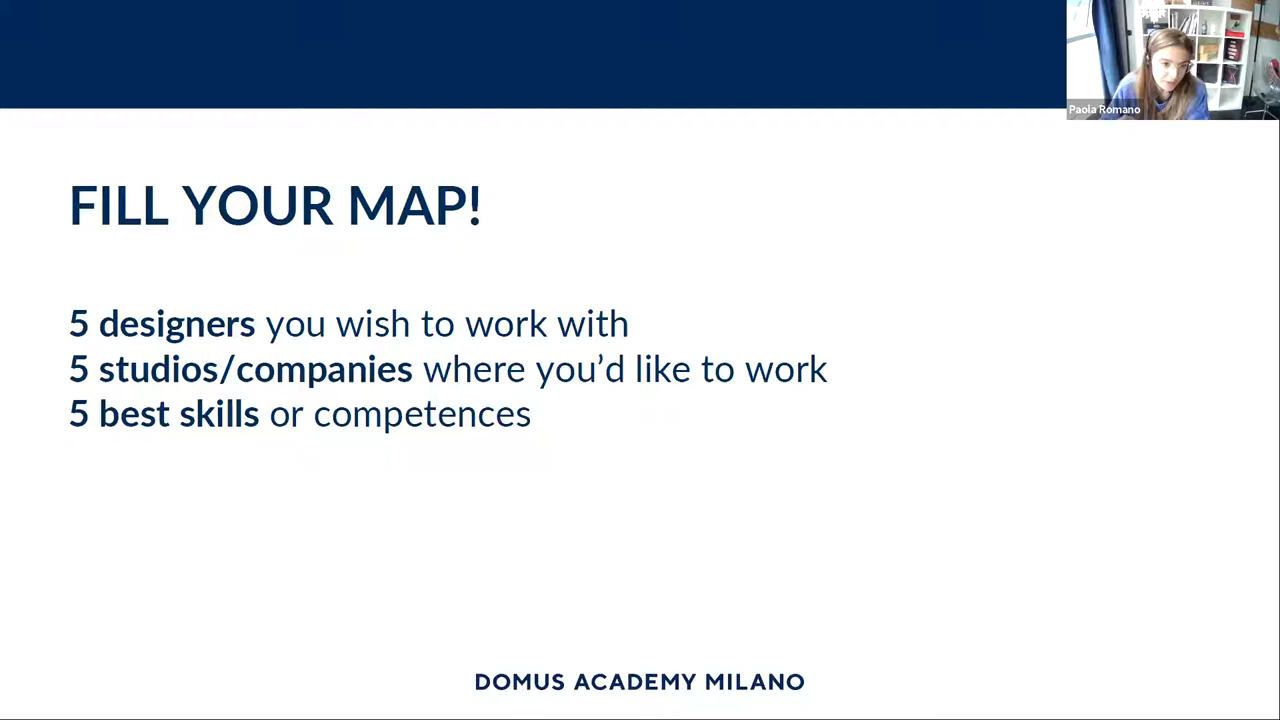 Paola Romano
FILL YOUR MAP!
5 designers you wish to work with
5 studios/companies where you’d like to work
5 best skills or competences
DOMUS ACADEMY MILANO